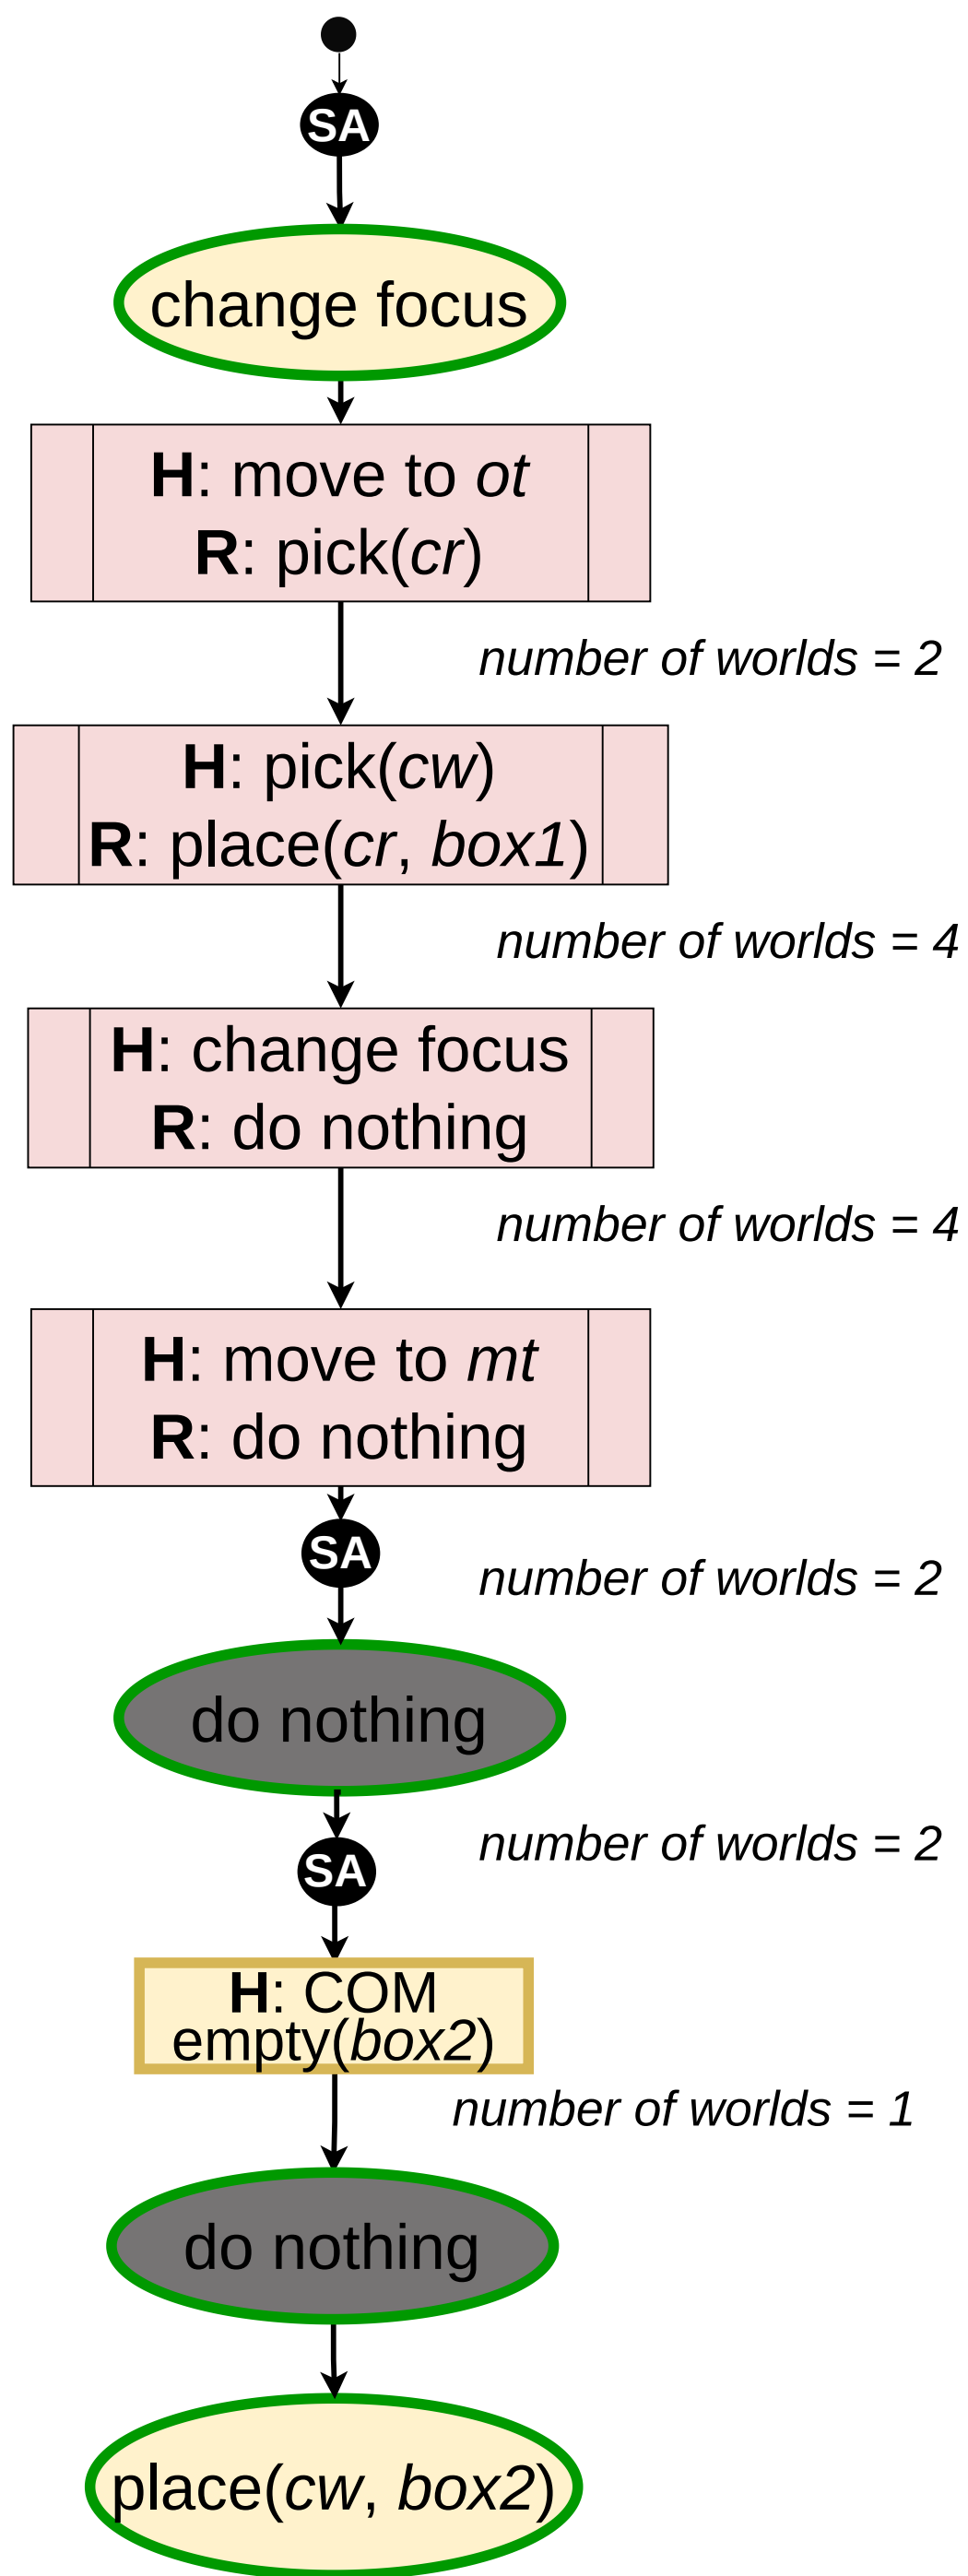 SA
change focus
H: move to ot
R: pick(cr)
number of worlds = 2
H: pick(cw)
R: place(cr, box1)
number of worlds = 4
H: change focus
R: do nothing
number of worlds = 4
H: move to mt
R: do nothing
SA
number of worlds = 2
do nothing
number of worlds = 2
SA
H: COM
empty(box2)
number of worlds = 1
do nothing
place(cw, box2)